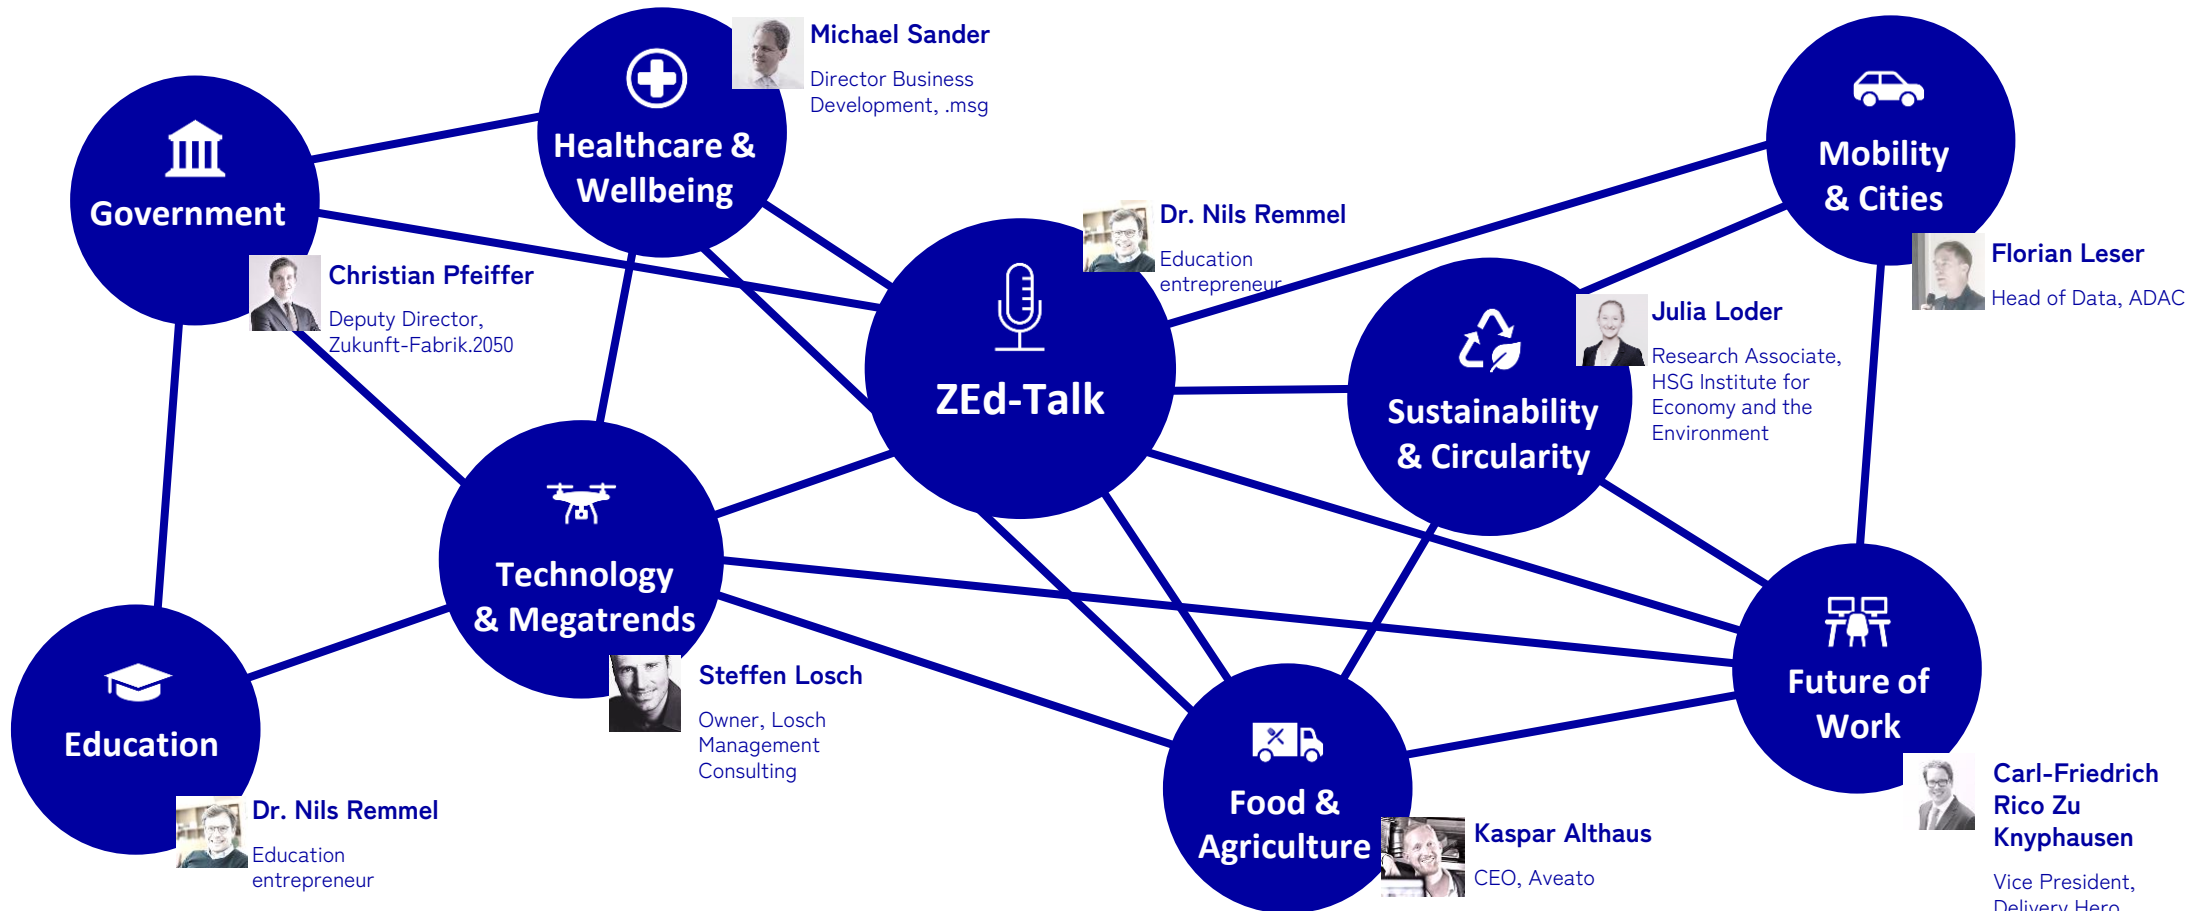 Michael Sander
Director Business
Development, .msg
Healthcare &
Wellbeing
Government
Christian Pfeiffer
Deputy Director,
Zukunft-Fabrik.2050
Mobility
& Cities
Florian Leser
Head of Data, ADAC
Dr. Nils Remmel
Education
entrepreneur
ZEd-Talk
Julia Loder
Research Associate,
HSG Institute for
Economy and the
Environment
Sustainability
& Circularity
Technology
& Megatrends
Steffen Losch
Owner, Losch
Management
Consulting
Education
Dr. Nils Remmel
Education
entrepreneur
Food &
Agriculture
Kaspar Althaus
CEO, Aveato
Future of
Work
Carl-Friedrich
Rico Zu
Knyphausen
Vice President,
Delivery Hero